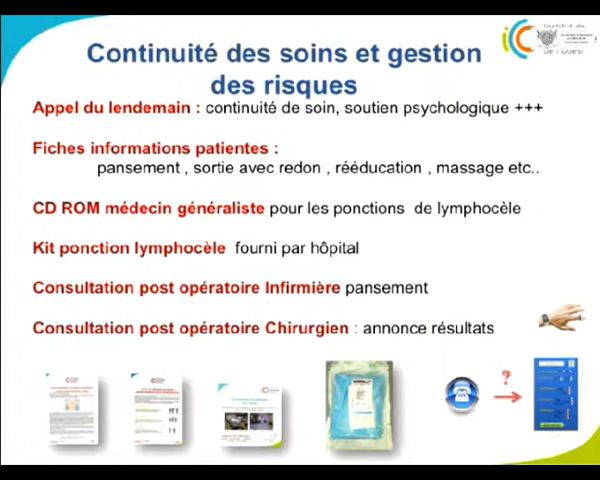 Continuité des soins et gestion
des risques
Appel du lendemain : continuité de soin, soutien psychologique +++
Fiches informations patientes :
pansement , sortie avec redon , rééducation , massage etc..
CD ROM médecin généraliste pour les ponctions de lymphocèle
Kit ponction lymphocèle fourni par hôpital
Consultation post opératoire Infirmière pansement
Consultation post opératoire Chirurgien : annonce résultats
?